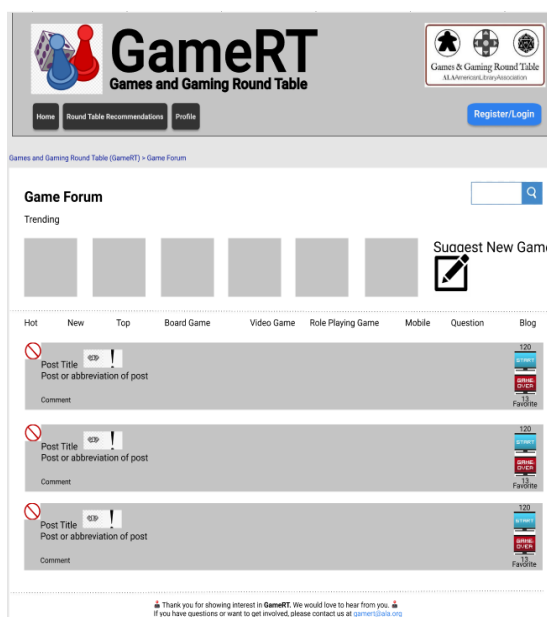 GameRT
Games and Gaming Round Table
Games & Gaming Round Table
ALAAmericanLibraryAssociation
Home Round Table Recommendations Profile
Register/Login
Games and Gaming Round Table (GameRT) > Game Forum
Game Forum
Trending
Suggest New Gam
Hot New Top Board Game Video Game Role Playing Game Mobile Question Blog
120
START
Post Title !
Post or abbreviation of post
GAME
OVER
Comment
13
Favorite
120
START
Post Title !
Post or abbreviation of post
GAME
OVER
Comment
13
Favorite
120
START
Post Title !
Post or abbreviation of post
GAME
OVER
Comment
13
Favorite
Thank you for showing interest in GameRT. We would love to hear from you.
If you have questions or want to get involved, please contact us at gamert@ala.org